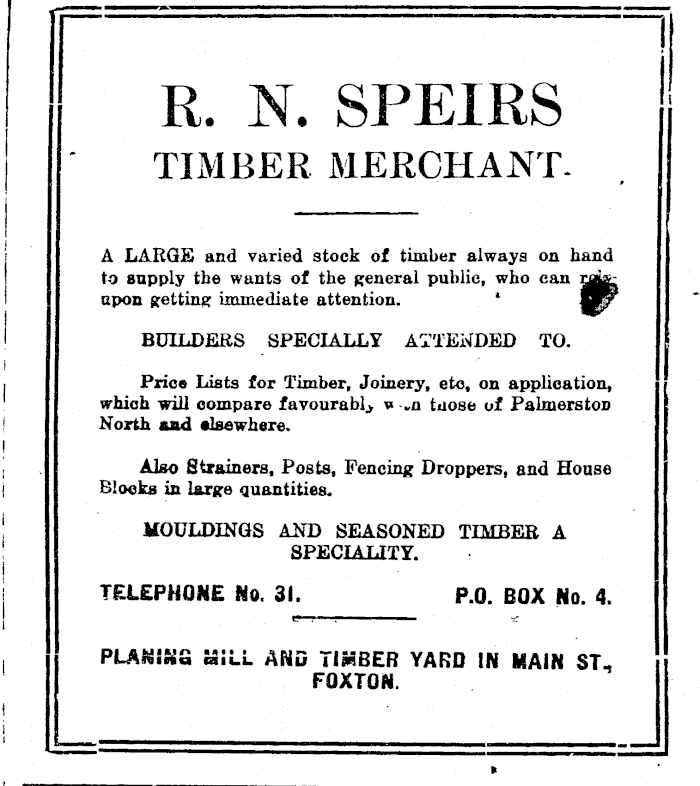 R. N. SPEIRS
TIMBER MERCHANT.
A LARGE and varied stock of timber always on hand
to supply the wants of the general public, who can
upon getting immediate attention.
BUILDERS SPECIALLY ATTENDED TO.
Price Lists for Timber, Joinery, etc, on application,
which will compare favourably with those of Palmerston
North and elsewhere.
Also Strainers, Posts, Fencing Droppers, and House
Blocks in large quantities.
MOULDINGS AND SEASONED TIMBER A
SPECIALITY.
TELEPHONE No. 31. P.O. BOX No. 4.
PLANING MILL AND TIMBER YARD IN MAIN ST.,
FOXTON.